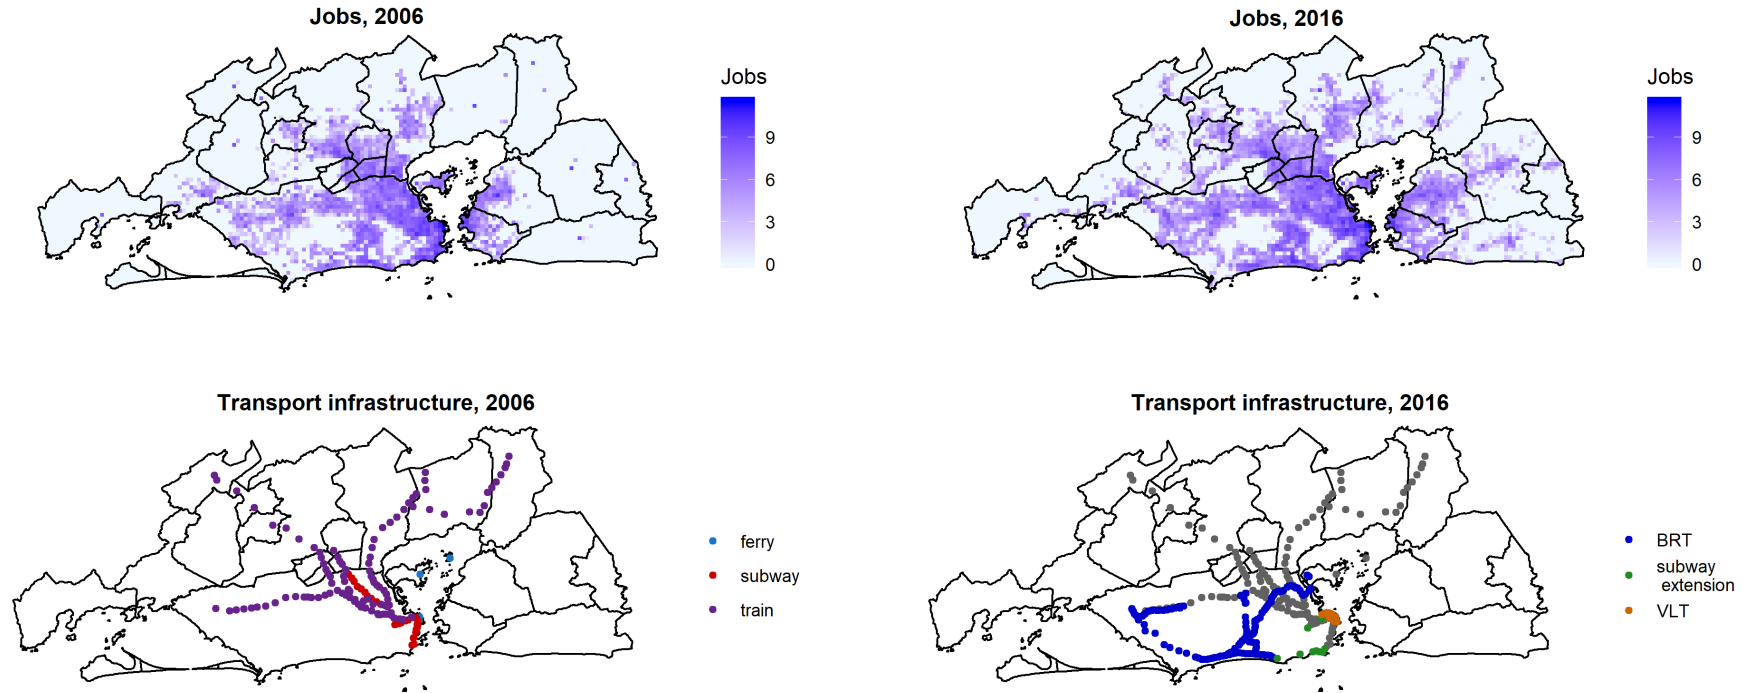 Jobs, 2006
Jobs
9
6
3
0
Jobs, 2016
Jobs
9
6
3
0
Transport infrastructure, 2006
ferry
subway
train
Transport infrastructure, 2016
BRT
subway
extension
VLT